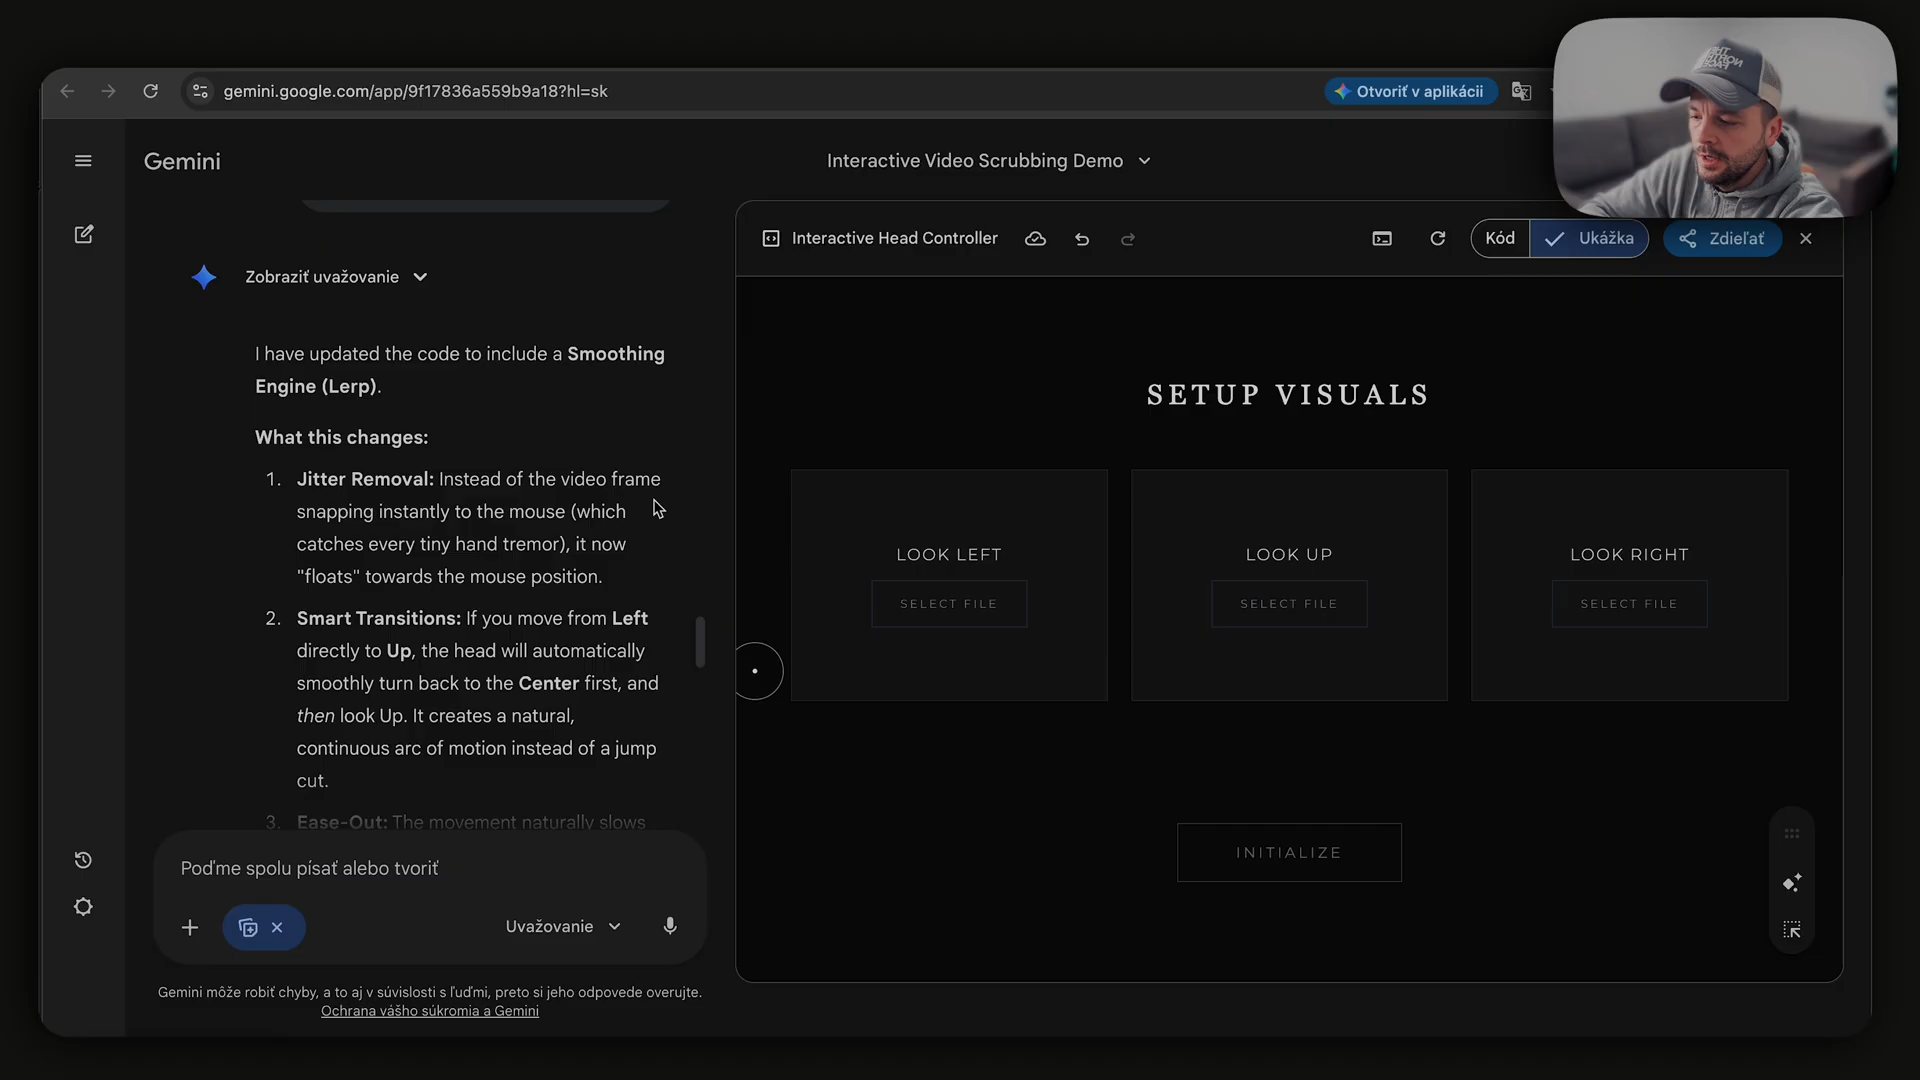 gemini.google.com/app/9f17836a559b9a18?hl=sk
Otvoriť v aplikácii
Gemini
Interactive Video Scrubbing Demo
Interactive Head Controller
Kód
Ukážka
Zdieľať
Zobraziť uvažovanie
I have updated the code to include a Smoothing
Engine (Lerp).
What this changes:
1. Jitter Removal: Instead of the video frame
snapping instantly to the mouse (which
catches every tiny hand tremor), it now
"floats" towards the mouse position.
2. Smart Transitions: If you move from Left
directly to Up, the head will automatically
smoothly turn back to the Center first, and
then look Up. It creates a natural,
continuous arc of motion instead of a jump
cut.
3. Ease-Out: The movement naturally slows
Poďme spolu písať alebo tvoriť
Uvažovanie
Gemini môže robiť chyby, a to aj v súvislosti s ľuďmi, preto si jeho odpovede overujte.
Ochrana vášho súkromia a Gemini
SETUP VISUALS
LOOK LEFT
SELECT FILE
LOOK UP
SELECT FILE
LOOK RIGHT
SELECT FILE
INITIALIZE